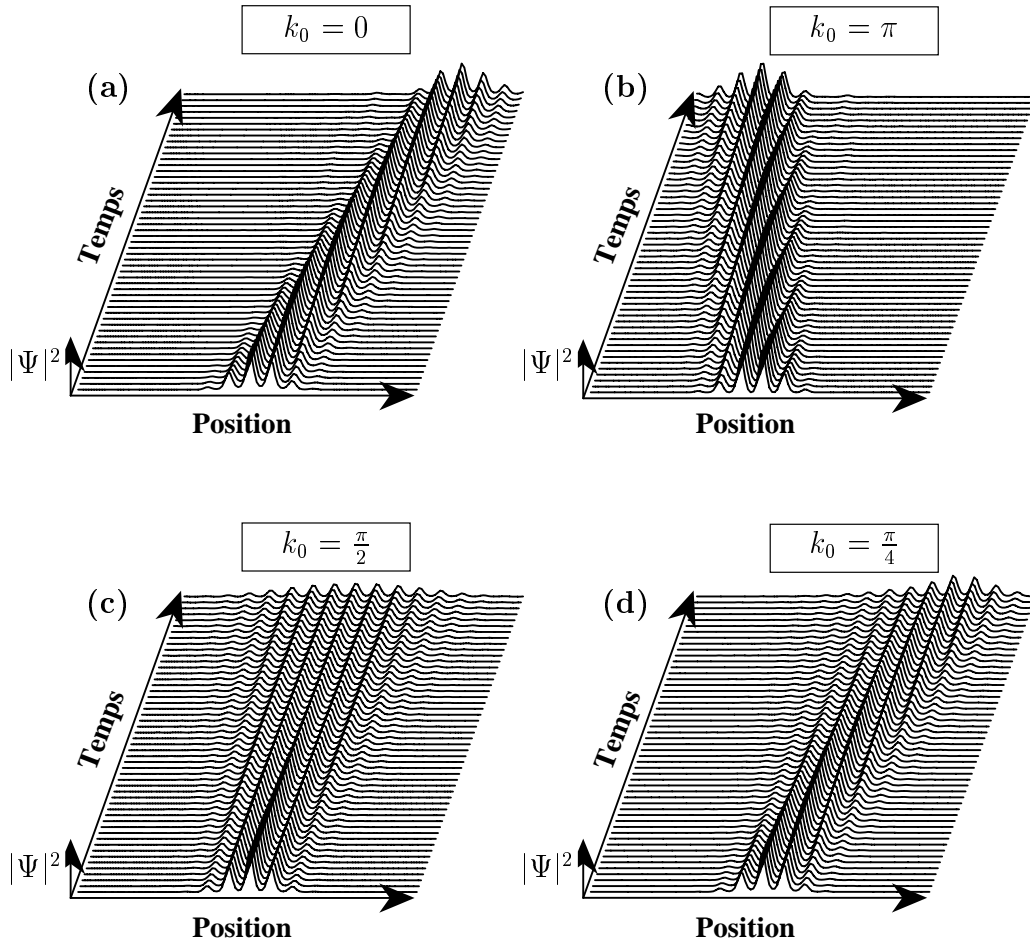 k₀ = 0
(a)
Temps
|Ψ|²
Position
k₀ = π
(b)
Temps
|Ψ|²
Position
k₀ = π/2
(c)
Temps
|Ψ|²
Position
k₀ = π/4
(d)
Temps
|Ψ|²
Position